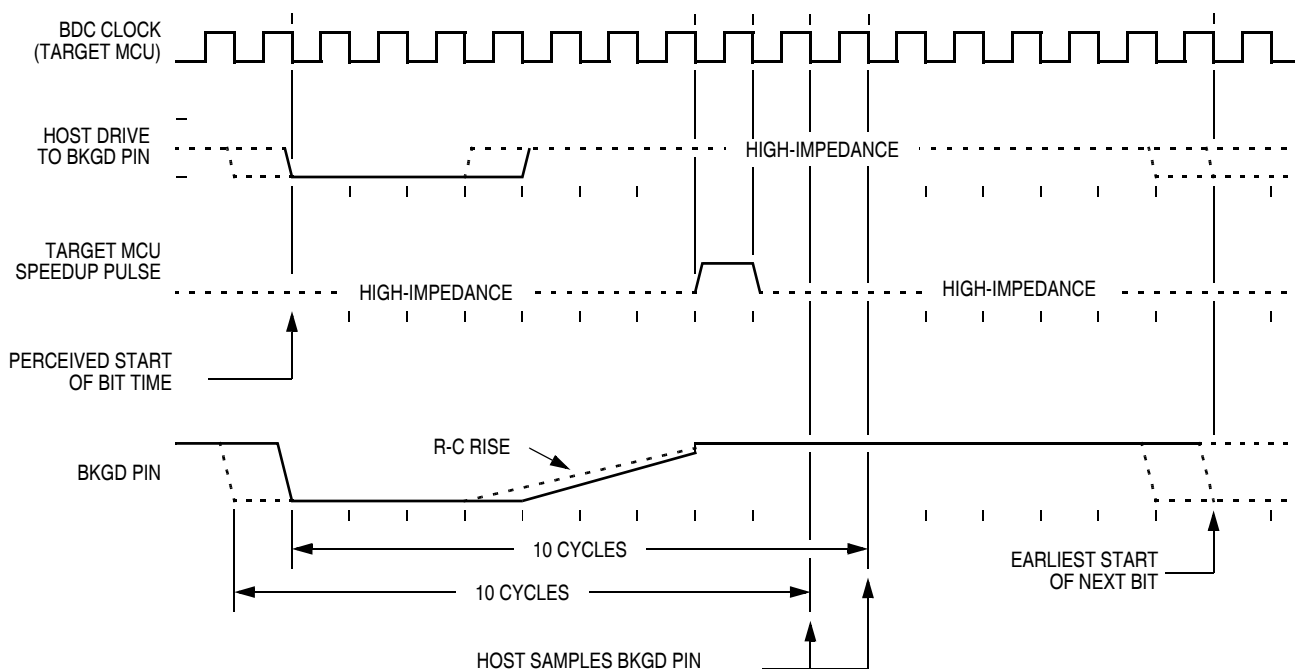 BDC CLOCK
(TARGET MCU)
HOST DRIVE
TO BKGD PIN
HIGH-IMPEDANCE
TARGET MCU
SPEEDUP PULSE
HIGH-IMPEDANCE
HIGH-IMPEDANCE
PERCEIVED START
OF BIT TIME
R-C RISE
BKGD PIN
10 CYCLES
EARLIEST START
OF NEXT BIT
10 CYCLES
HOST SAMPLES BKGD PIN